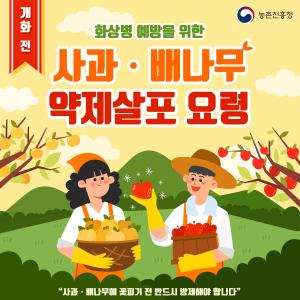 개화 전
농촌진흥청
화상병 예방을 위한
사과 · 배나무
약제살포 요령
“사과 · 배나무에 꽃피기 전 반드시 방제해야 합니다”